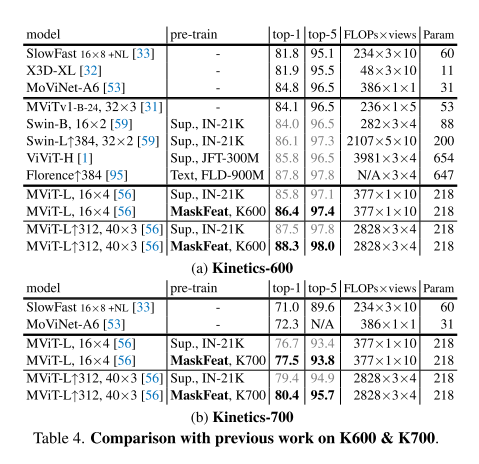 model pre-train top-1 top-5 FLOPs×views Param
SlowFast 16×8 +NL [33] - 81.8 95.1 234×3×10 60
X3D-XL [32] - 81.9 95.5 48×3×10 11
MoViNet-A6 [53] - 84.8 96.5 386×1×1 31
MViTv1-B-24, 32×3 [31] - 84.1 96.5 236×1×5 53
Swin-B, 16×2 [59] Sup., IN-21K 84.0 96.5 282×3×4 88
Swin-L↑384, 32×2 [59] Sup., IN-21K 86.1 97.3 2107×5×10 200
ViViT-H [1] Sup., JFT-300M 85.8 96.5 3981×3×4 654
Florence↑384 [95] Text, FLD-900M 87.8 97.8 N/A×3×4 647
MViT-L, 16×4 [56] Sup., IN-21K 85.8 97.1 377×1×10 218
MViT-L, 16×4 [56] MaskFeat, K600 86.4 97.4 377×1×10 218
MViT-L↑312, 40×3 [56] Sup., IN-21K 87.5 97.8 2828×3×4 218
MViT-L↑312, 40×3 [56] MaskFeat, K600 88.3 98.0 2828×3×4 218
(a) Kinetics-600
model pre-train top-1 top-5 FLOPs×views Param
SlowFast 16×8 +NL [33] - 71.0 89.6 234×3×10 60
MoViNet-A6 [53] - 72.3 N/A 386×1×1 31
MViT-L, 16×4 [56] Sup., IN-21K 76.7 93.4 377×1×10 218
MViT-L, 16×4 [56] MaskFeat, K700 77.5 93.8 377×1×10 218
MViT-L↑312, 40×3 [56] Sup., IN-21K 79.4 94.9 2828×3×4 218
MViT-L↑312, 40×3 [56] MaskFeat, K700 80.4 95.7 2828×3×4 218
(b) Kinetics-700
Table 4. Comparison with previous work on K600 & K700.